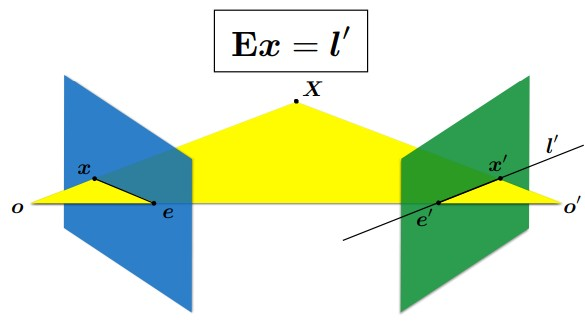 Ex = l′
X
x
x′
l′
o
e
e′
o′